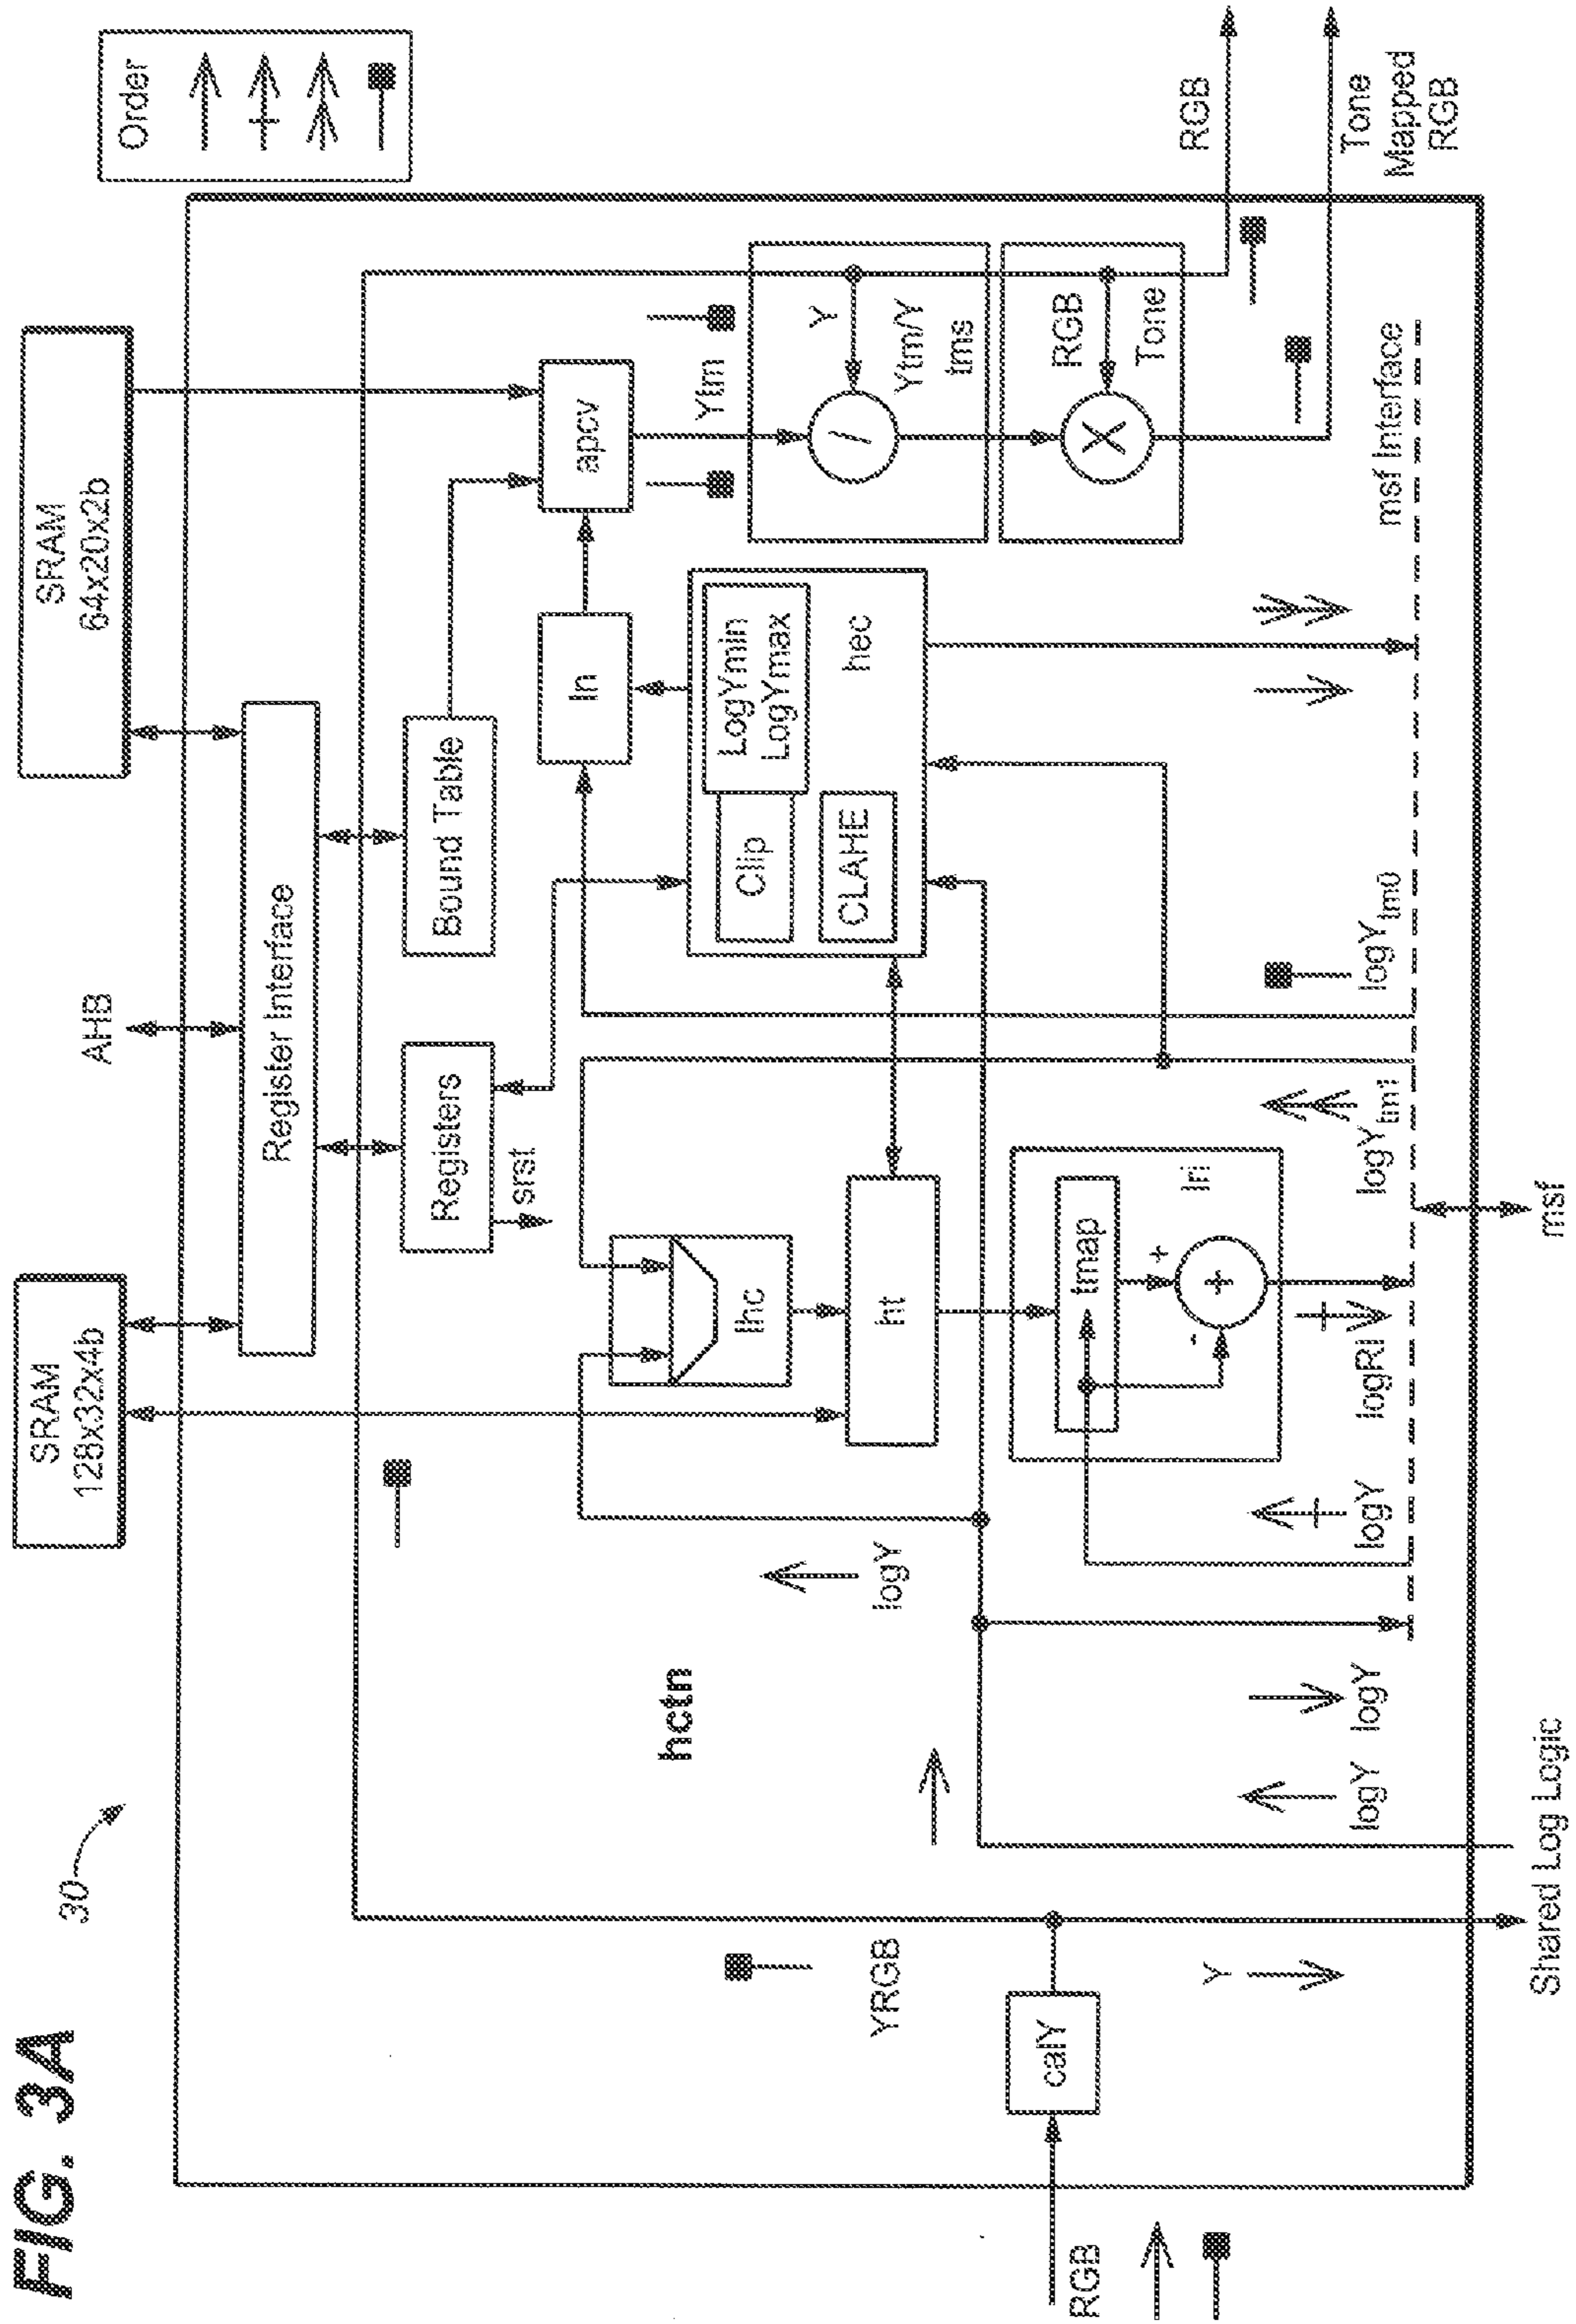 FIG. 3A
30
SRAM
128x32x4b
AHB
SRAM
64x20x2b
Order
Register Interface
Registers
srst
Bound Table
hctn
lhc
ht
tmap
+
-
+
lri
ln
apcv
Ytm
LogYmin
LogYmax
Clip
CLAHE
hec
/
Y
Ytm/Y
tms
X
RGB
Tone
RGB
calY
YRGB
Y
logY
logY
logY
logY
logRI
logYtm1
logYtm0
msf Interface
RGB
Tone
Mapped
RGB
Shared Log Logic
msf